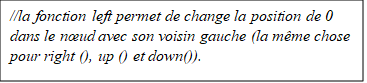 //la fonction left permet de change la position de 0
dans le nœud avec son voisin gauche (la même chose
pour right (), up () et down()).